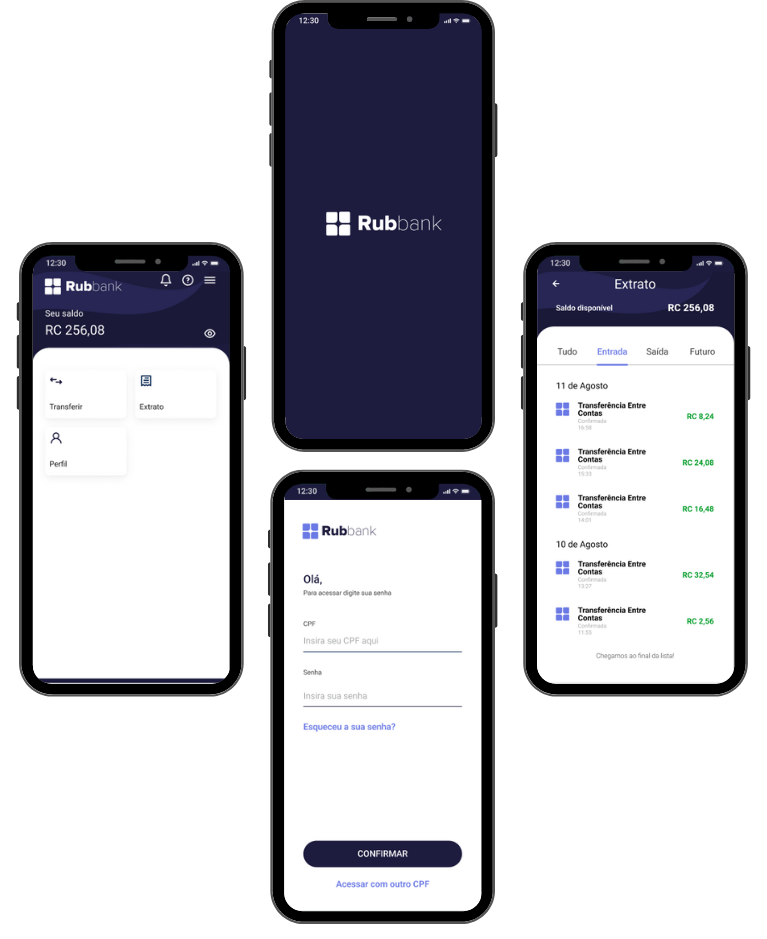 12:30
Rubbank
12:30
Rubbank
Seu saldo
RC 256,08
Transferir
Extrato
Perfil
12:30
Rubbank
Olá,
Para acessar digite sua senha
CPF
Insira seu CPF aqui
Senha
Insira sua senha
Esqueceu a sua senha?
CONFIRMAR
Acessar com outro CPF
12:30
Extrato
Saldo disponível RC 256,08
Tudo Entrada Saída Futuro
11 de Agosto
Transferência Entre
Contas
RC 8,24
Confirmada
16:58
Transferência Entre
Contas
RC 24,08
Confirmada
15:33
Transferência Entre
Contas
RC 16,48
Confirmada
14:01
10 de Agosto
Transferência Entre
Contas
RC 32,54
Confirmada
13:27
Transferência Entre
Contas
RC 2,56
Confirmada
11:55
Chegamos ao final da lista!